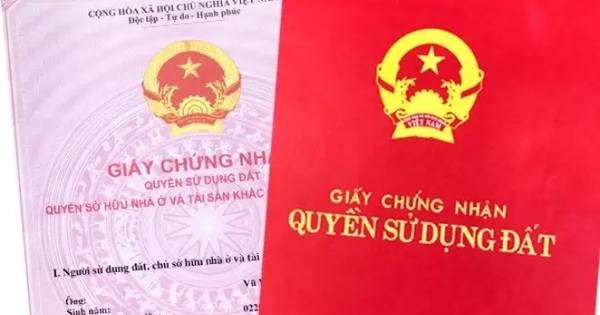 CỘNG HÒA XÃ HỘI CHỦ NGHĨA VIỆT
Độc lập - Tự do - Hạnh phúc
GIẤY CHỨNG
QUYỀN SỬ DỤNG ĐẤT
QUYỀN SỞ HỮU NHÀ Ở VÀ TÀI SẢN KHÁC
I. Người sử dụng đất, chủ sở hữu nhà ở và tài
Ông:
Vũ
Sinh năm:
022
VIỆT NAM
GIẤY CHỨNG NHẬN
QUYỀN SỬ DỤNG ĐẤT